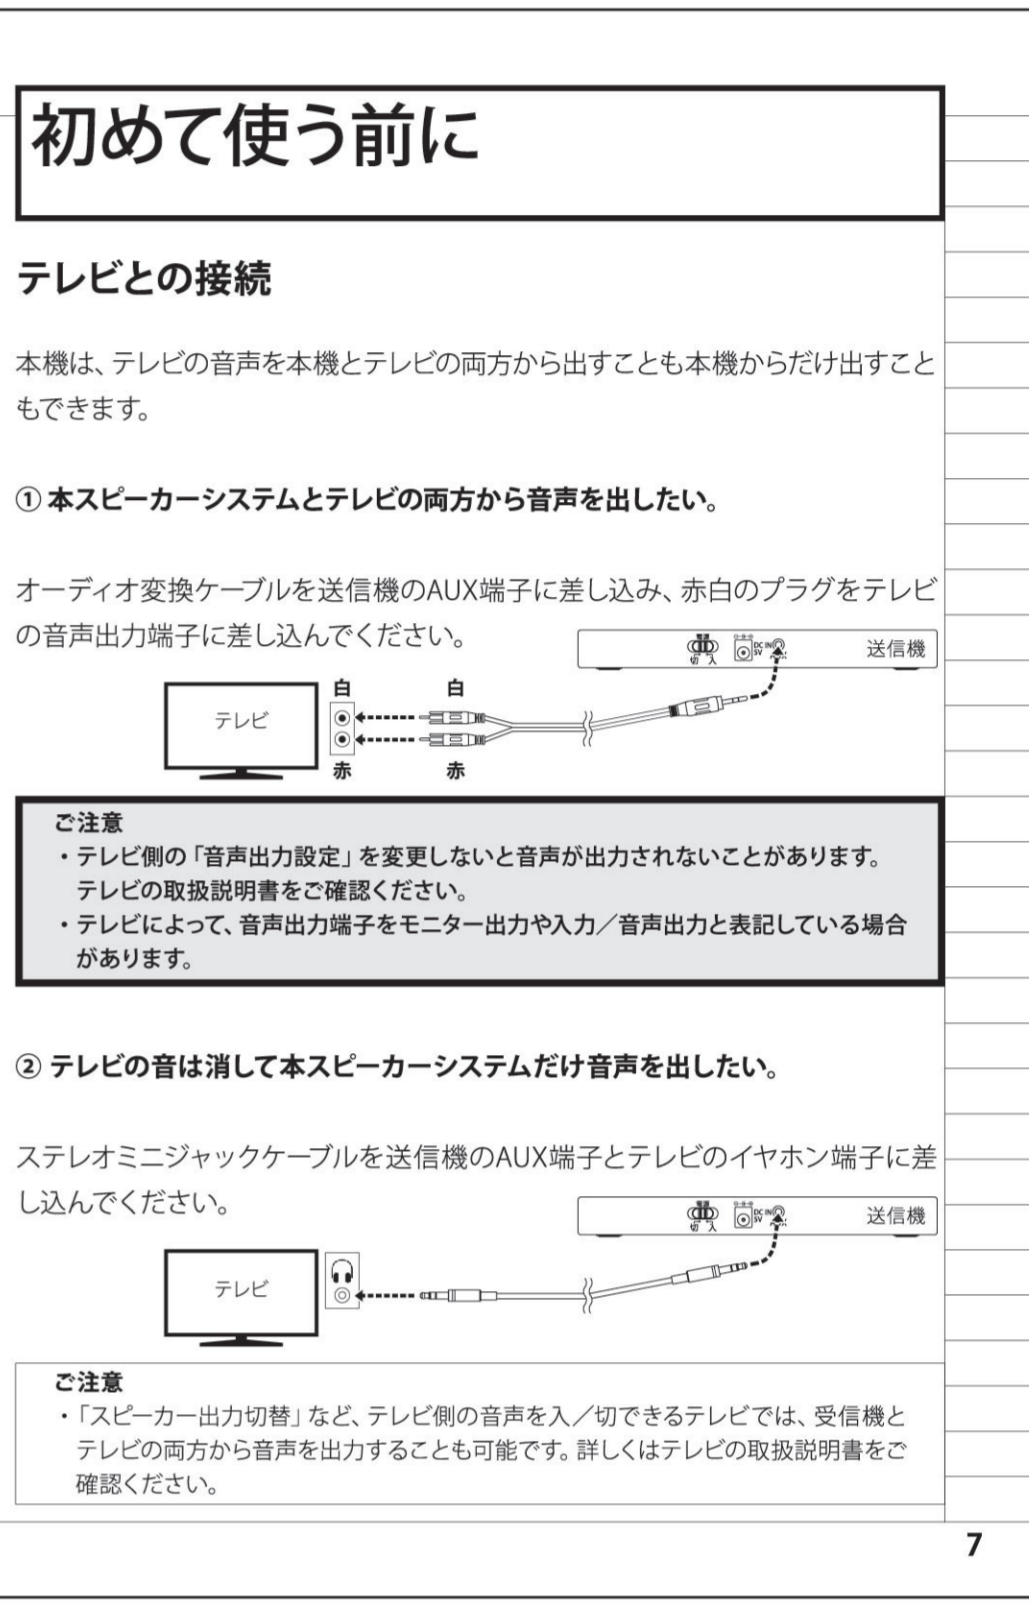 初めて使う前に
テレビとの接続
本機は、テレビの音声を本機とテレビの両方から出すことも本機からだけ出すこと
もできます。
① 本スピーカーシステムとテレビの両方から音声を出したい。
オーディオ変換ケーブルを送信機のAUX端子に差し込み、赤白のプラグをテレビ
の音声出力端子に差し込んでください。
電源
切 入
DC IN
5V
送信機
白 白
テレビ
赤 赤
ご注意
・テレビ側の「音声出力設定」を変更しないと音声が出力されないことがあります。
テレビの取扱説明書をご確認ください。
・テレビによって、音声出力端子をモニター出力や入力／音声出力と表記している場合
があります。
② テレビの音は消して本スピーカーシステムだけ音声を出したい。
ステレオミニジャックケーブルを送信機のAUX端子とテレビのイヤホン端子に差
し込んでください。
電源
切 入
DC IN
5V
送信機
テレビ
ご注意
・「スピーカー出力切替」など、テレビ側の音声を入／切できるテレビでは、受信機と
テレビの両方から音声を出力することも可能です。詳しくはテレビの取扱説明書をご
確認ください。
7